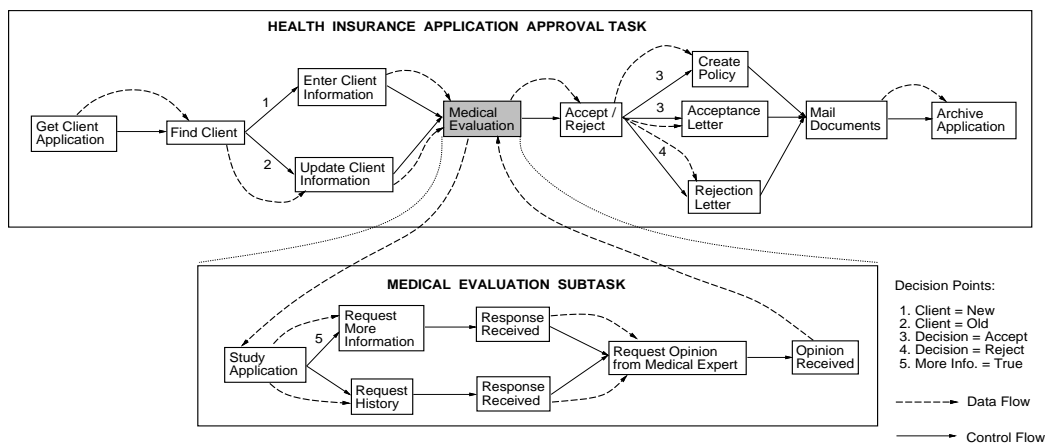 HEALTH INSURANCE APPLICATION APPROVAL TASK
Get Client
Application
Find Client
1
2
Enter Client
Information
Update Client
Information
Medical
Evaluation
Accept /
Reject
3
3
4
Create
Policy
Acceptance
Letter
Rejection
Letter
Mail
Documents
Archive
Application
MEDICAL EVALUATION SUBTASK
Study
Application
5
Request
More
Information
Request
History
Response
Received
Response
Received
Request Opinion
from Medical Expert
Opinion
Received
Decision Points:
1. Client = New
2. Client = Old
3. Decision = Accept
4. Decision = Reject
5. More Info. = True
Data Flow
Control Flow